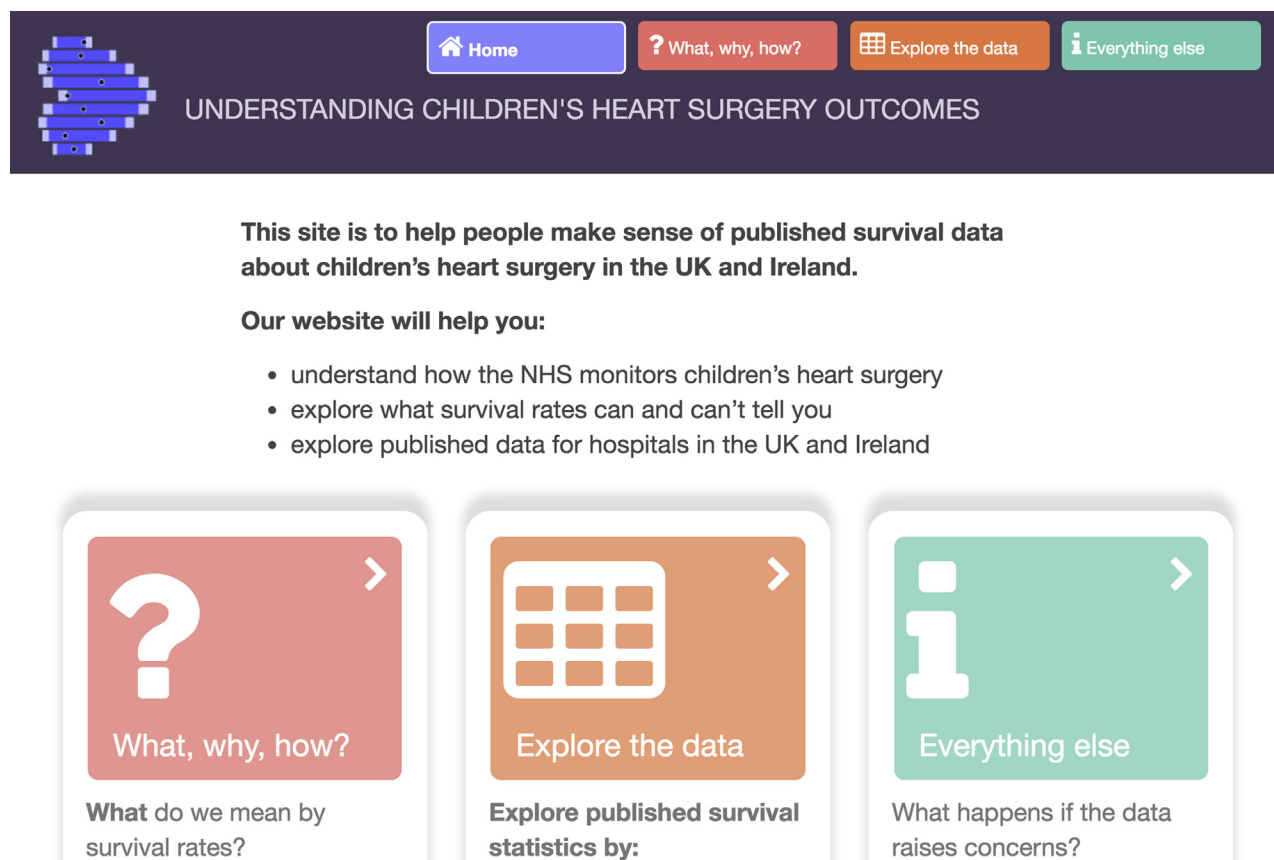 Home
What, why, how?
Explore the data
Everything else
UNDERSTANDING CHILDREN'S HEART SURGERY OUTCOMES
This site is to help people make sense of published survival data
about children’s heart surgery in the UK and Ireland.
Our website will help you:
• understand how the NHS monitors children’s heart surgery
• explore what survival rates can and can’t tell you
• explore published data for hospitals in the UK and Ireland
What, why, how?
What do we mean by
survival rates?
Explore the data
Explore published survival
statistics by:
Everything else
What happens if the data
raises concerns?